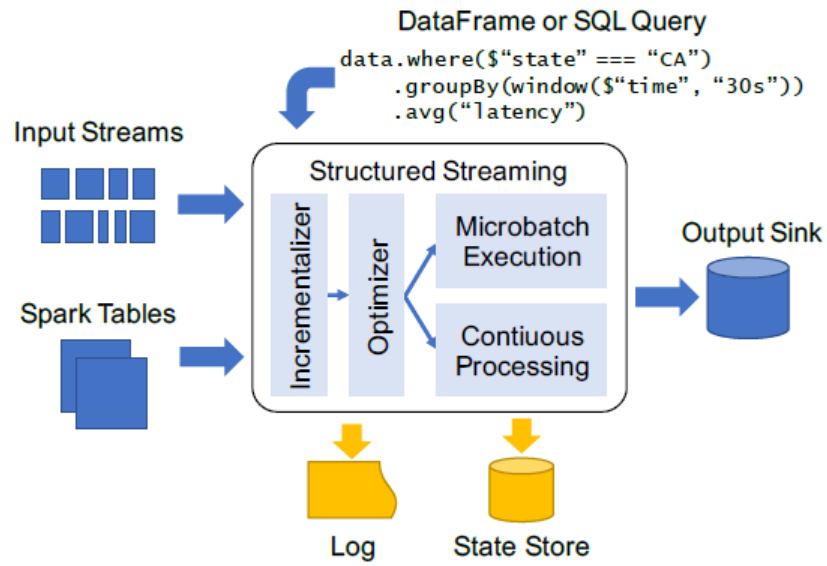 DataFrame or SQL Query
data.where($“state” === “CA”)
.groupBy(window($“time”, “30s”))
.avg(“latency”)
Input Streams
Spark Tables
Structured Streaming
Incrementalizer
Optimizer
Microbatch
Execution
Contiuous
Processing
Output Sink
Log
State Store